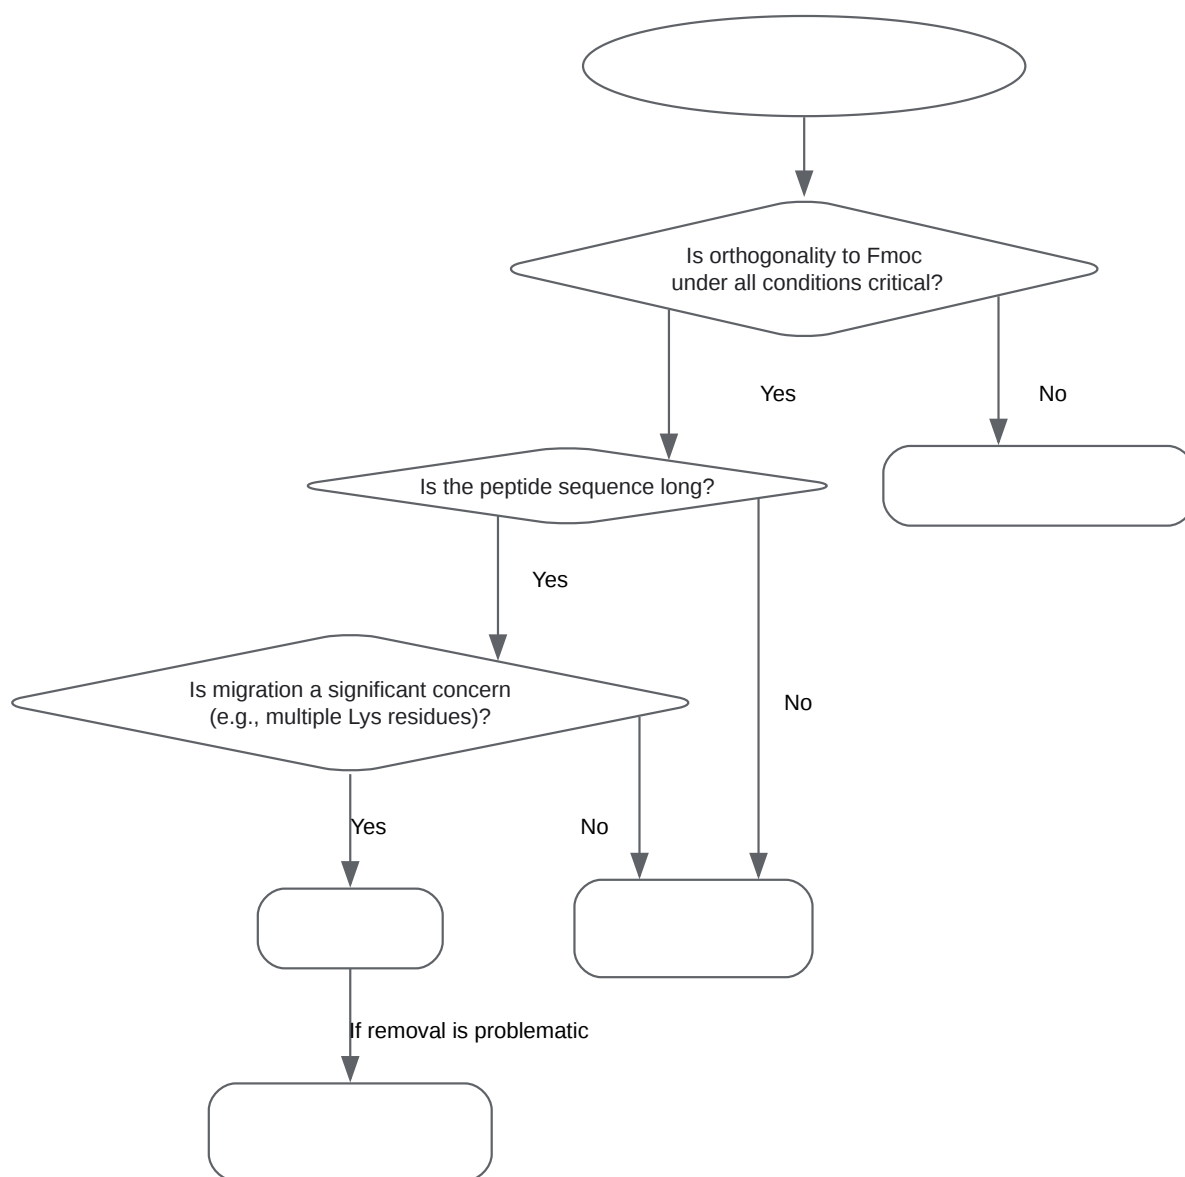 Is orthogonality to Fmoc
under all conditions critical?
Yes
No
Is the peptide sequence long?
Yes
Is migration a significant concern
(e.g., multiple Lys residues)?
No
Yes
No
If removal is problematic